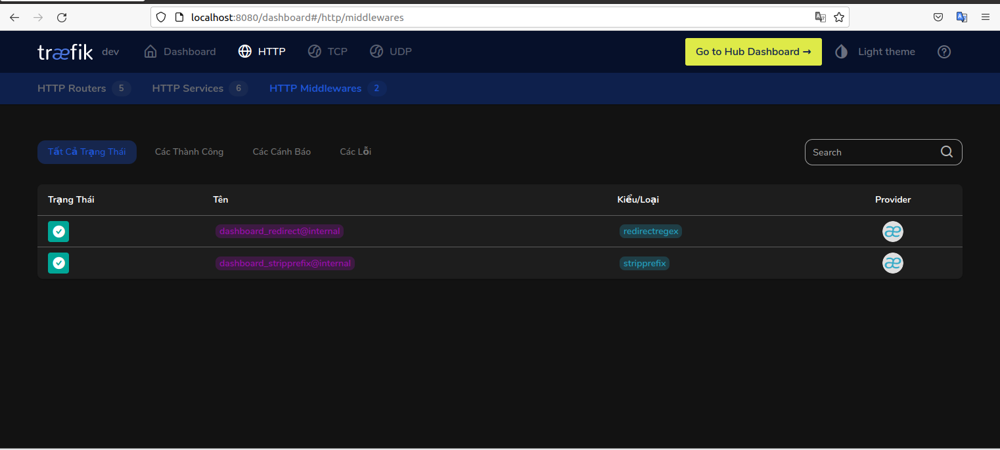 localhost:8080/dashboard#/http/middlewares
træfik dev Dashboard HTTP TCP UDP Go to Hub Dashboard → Light theme
HTTP Routers 5 HTTP Services 6 HTTP Middlewares 2
Tất Cả Trạng Thái Các Thành Công Các Cánh Báo Các Lỗi Search
Trạng Thái Tên Kiểu/Loại Provider
dashboard_redirect@internal redirectregex æ
dashboard_stripprefix@internal stripprefix æ